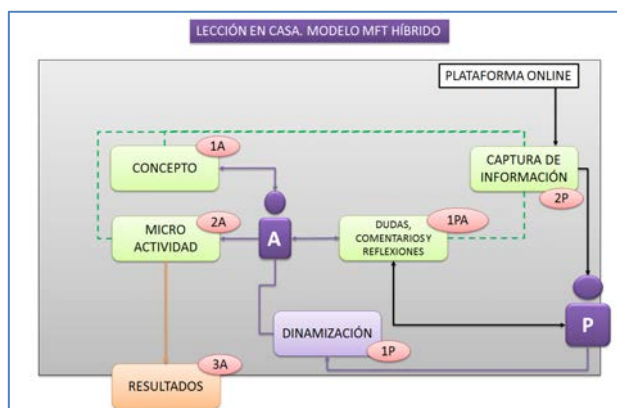 LECCIÓN EN CASA. MODELO MFT HÍBRIDO
PLATAFORMA ONLINE
1A
CONCEPTO
CAPTURA DE
INFORMACIÓN
2P
2A
MICRO
ACTIVIDAD
A
1PA
DUDAS,
COMENTARIOS Y
REFLEXIONES
P
DINAMIZACIÓN
1P
3A
RESULTADOS